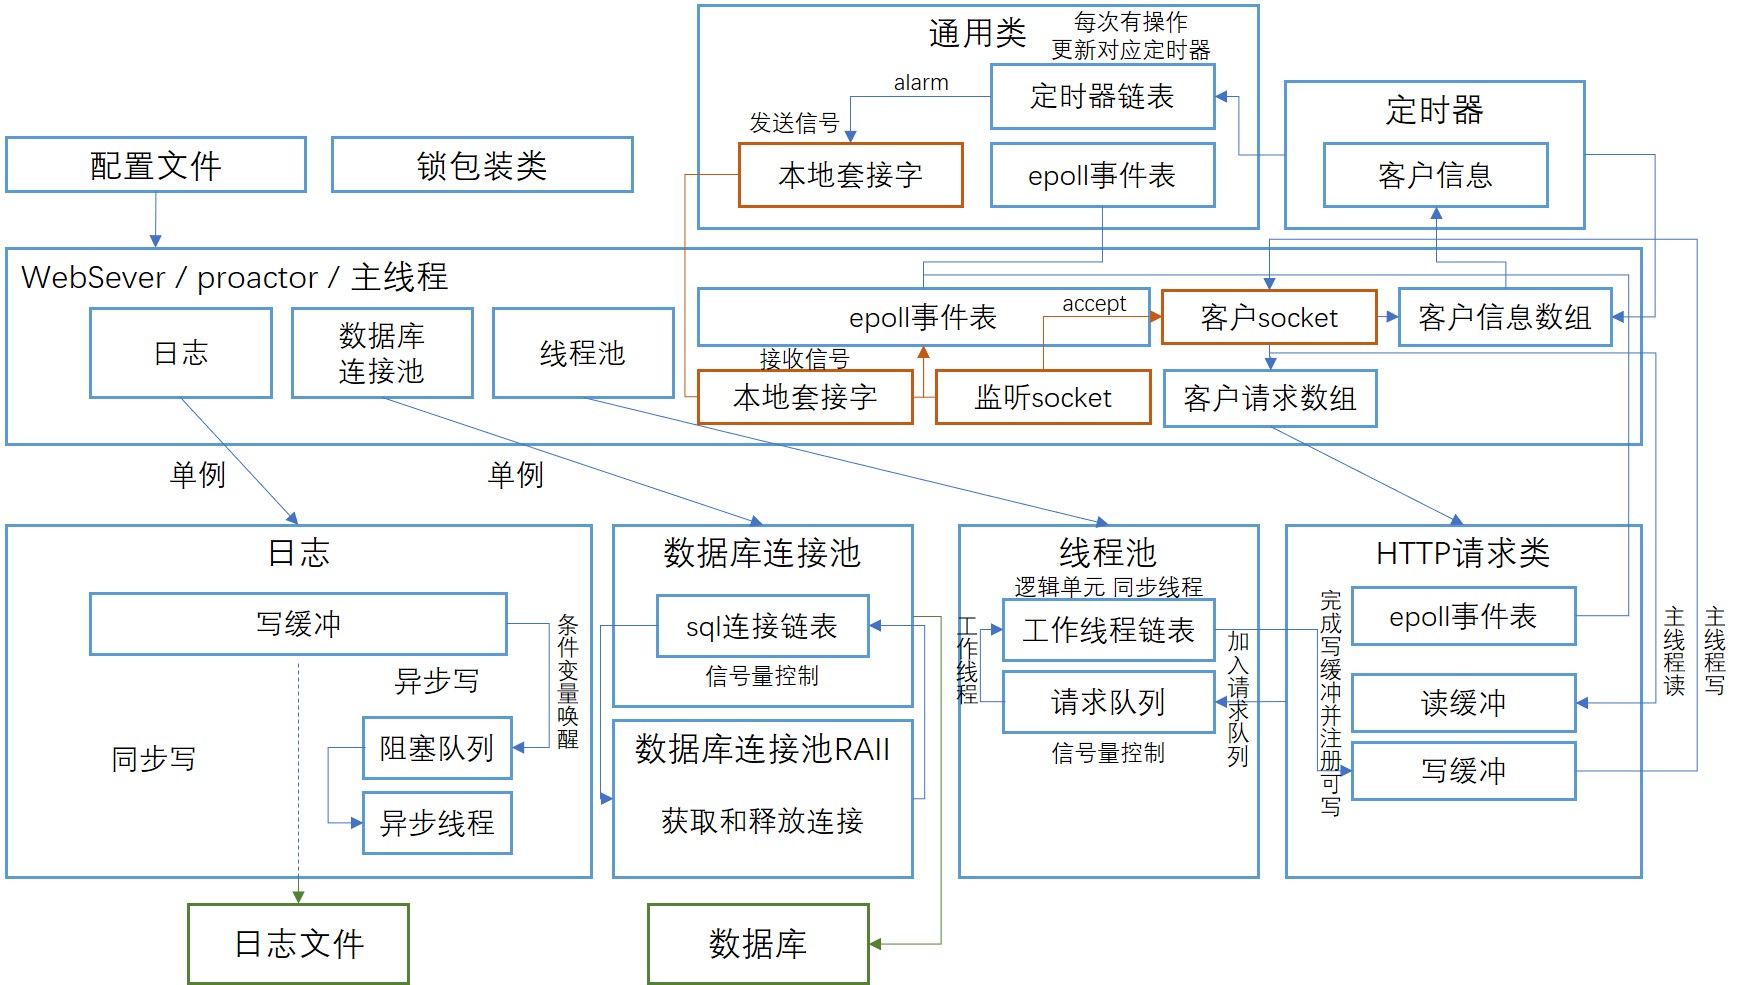 通用类
每次有操作
更新对应定时器
alarm
定时器链表
发送信号
本地套接字
epoll事件表
定时器
客户信息
配置文件
锁包装类
WebSever / proactor / 主线程
日志
数据库
连接池
线程池
epoll事件表
accept
客户socket
客户信息数组
接收信号
本地套接字
监听socket
客户请求数组
单例
单例
日志
写缓冲
条件变量唤醒
异步写
同步写
阻塞队列
异步线程
日志文件
数据库连接池
sql连接链表
信号量控制
数据库连接池RAII
获取和释放连接
数据库
线程池
逻辑单元 同步线程
工作线程
工作线程链表
请求队列
信号量控制
加入请求队列
HTTP请求类
完成写缓冲并注册可写
epoll事件表
读缓冲
写缓冲
主线程读
主线程写